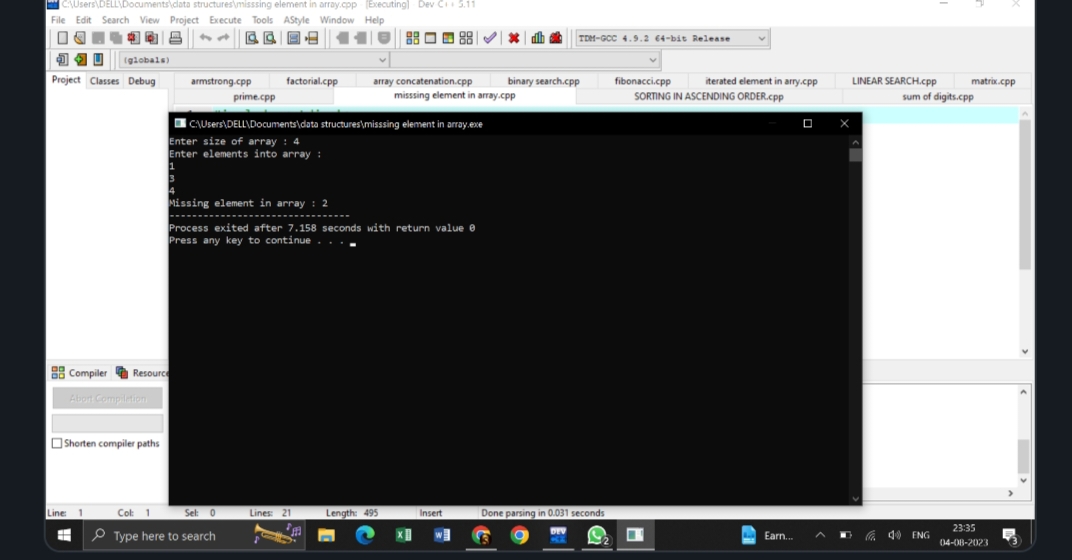 C:\Users\DELL\Documents\data structures\misssing element in array.cpp - [Executing] - Dev C++ 5.11
File Edit Search View Project Execute Tools AStyle Window Help
TDM-GCC 4.9.2 64-bit Release
(globals)
Project Classes Debug
armstrong.cpp factorial.cpp array concatenation.cpp binary search.cpp fibonacci.cpp iterated element in arry.cpp LINEAR SEARCH.cpp matrix.cpp
prime.cpp misssing element in array.cpp SORTING IN ASCENDING ORDER.cpp sum of digits.cpp
C:\Users\DELL\Documents\data structures\misssing element in array.exe
Enter size of array : 4
Enter elements into array :
1
3
4
Missing element in array : 2
--------------------------------
Process exited after 7.158 seconds with return value 0
Press any key to continue . . .
Compiler Resource
Abort Compilation
Shorten compiler paths
Line: 1 Col: 1 Sel: 0 Lines: 21 Length: 495 Insert Done parsing in 0.031 seconds
Type here to search
DEV
2
Earn...
ENG
23:35
04-08-2023
3